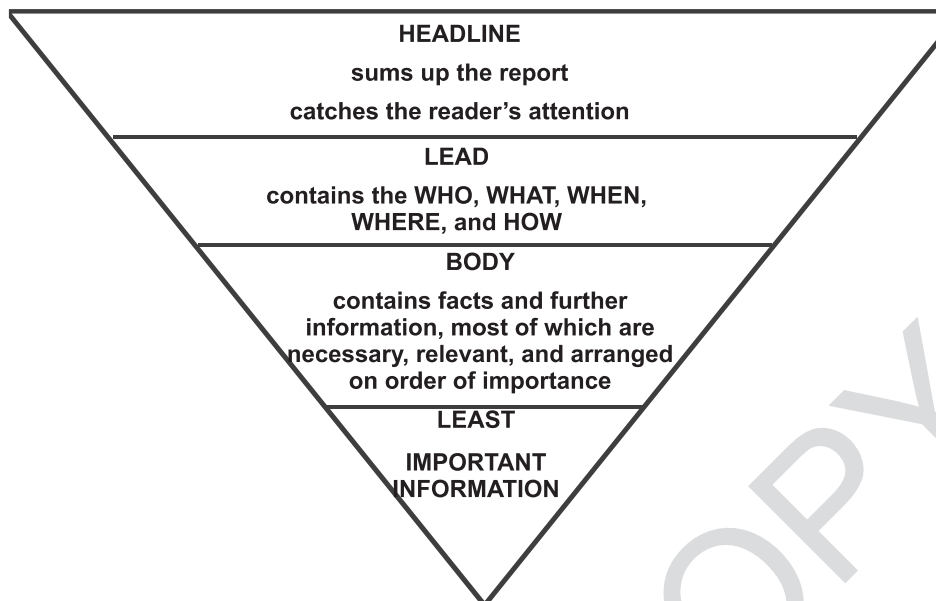 HEADLINE
sums up the report
catches the reader’s attention
LEAD
contains the WHO, WHAT, WHEN,
WHERE, and HOW
BODY
contains facts and further
information, most of which are
necessary, relevant, and arranged
on order of importance
LEAST
IMPORTANT
INFORMATION
OPY